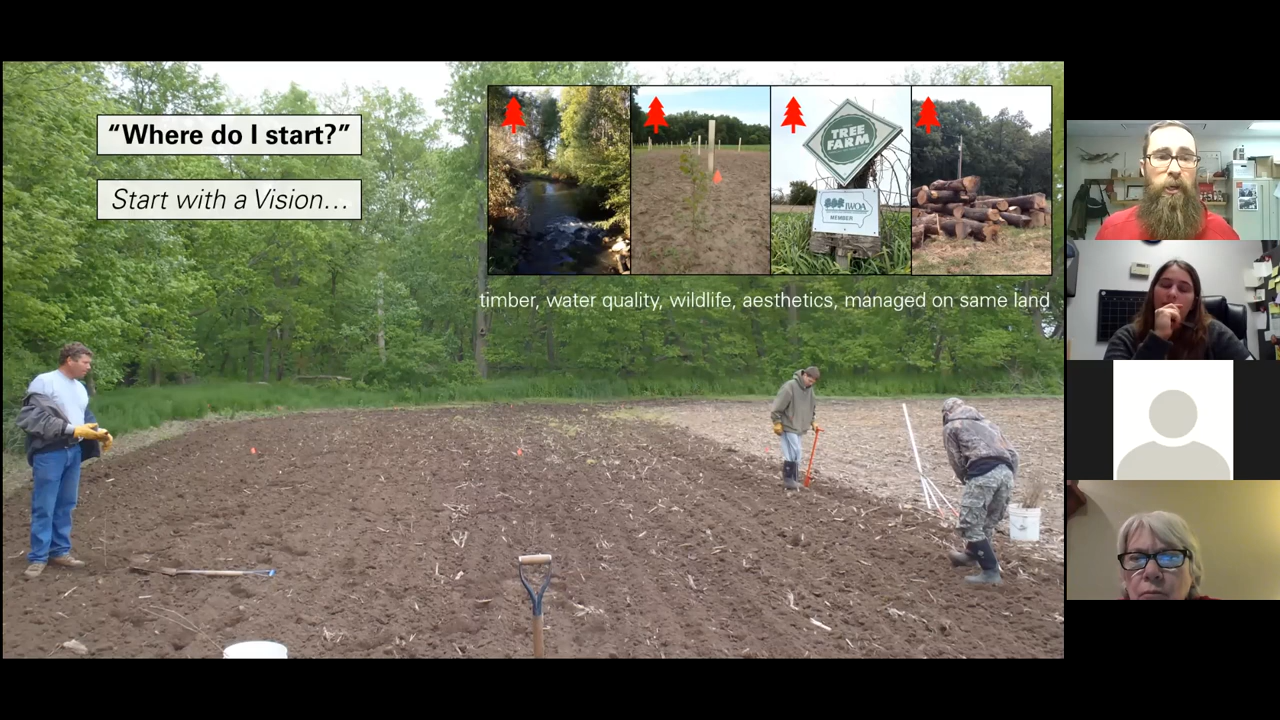 “Where do I start?”
Start with a Vision...
TREE
FARM
IWOA
MEMBER
timber, water quality, wildlife, aesthetics, managed on same land